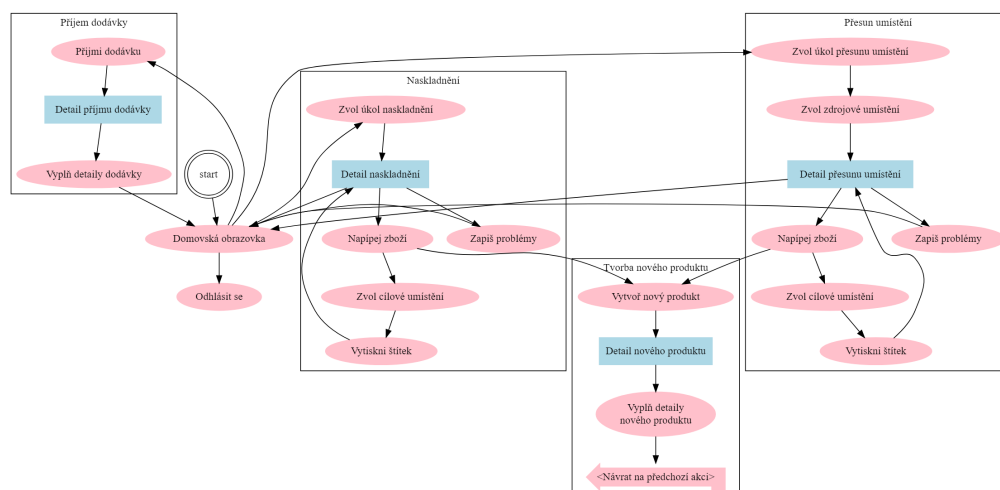 Příjem dodávky
Přijmi dodávku
Detail příjmu dodávky
Vyplň detaily dodávky
start
Domovská obrazovka
Odhlásit se
Naskladnění
Zvol úkol naskladnění
Detail naskladnění
Napípej zboží
Zapiš problémy
Zvol cílové umístění
Vytiskni štítek
Tvorba nového produktu
Vytvoř nový produkt
Detail nového produktu
Vyplň detaily
nového produktu
<Návrat na předchozí akci>
Přesun umístění
Zvol úkol přesunu umístění
Zvol zdrojové umístění
Detail přesunu umístění
Napípej zboží
Zapiš problémy
Zvol cílové umístění
Vytiskni štítek